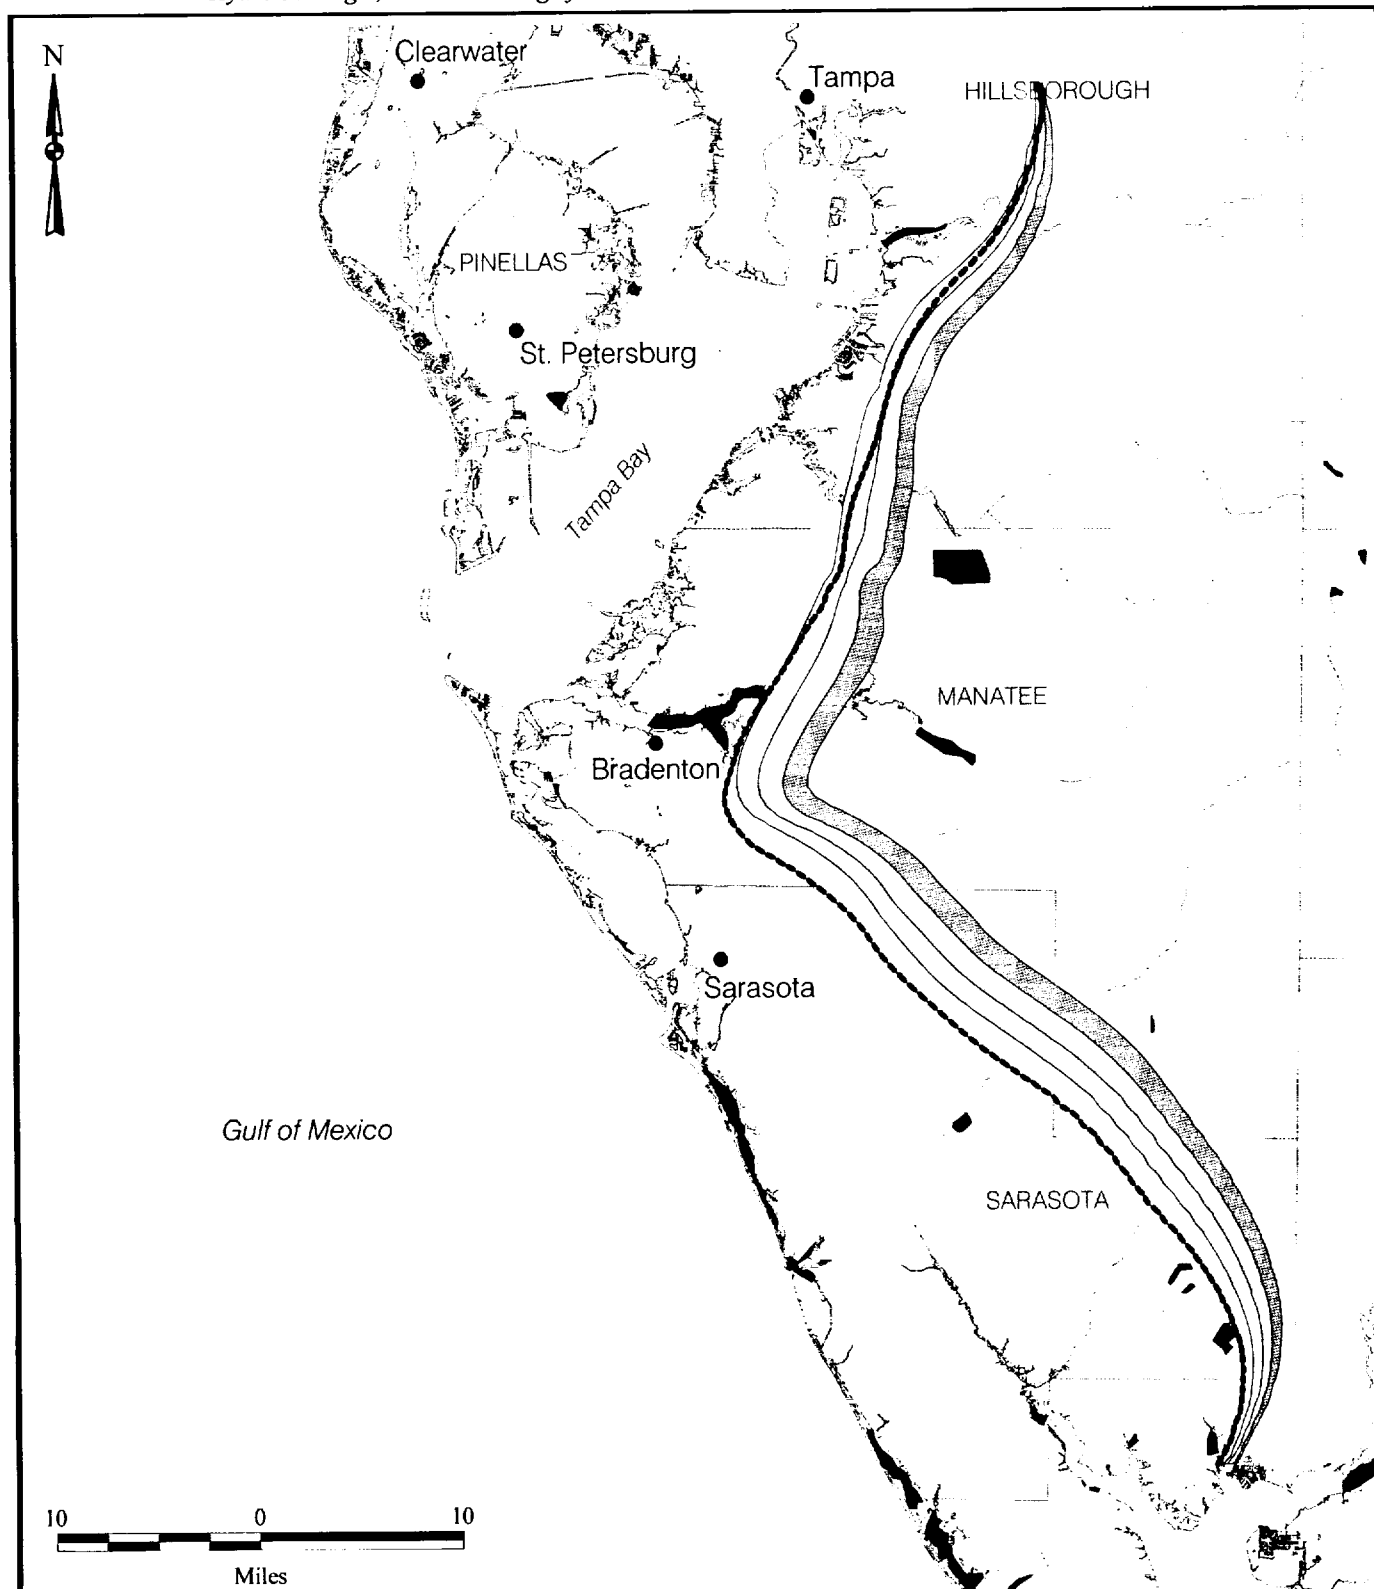 N
Clearwater
Tampa
HILLSBOROUGH
PINELLAS
St. Petersburg
Tampa Bay
MANATEE
Bradenton
Sarasota
Gulf of Mexico
SARASOTA
10 0 10
Miles